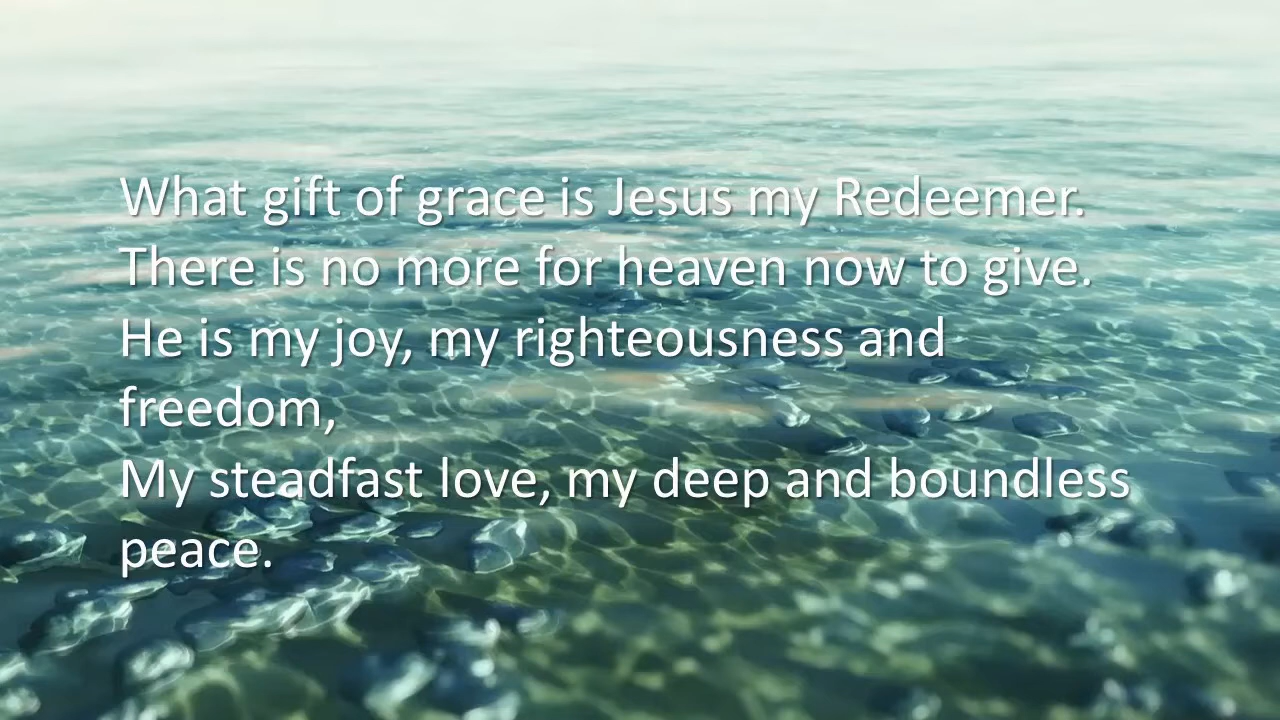 What gift of grace is Jesus my Redeemer.
There is no more for heaven now to give.
He is my joy, my righteousness and
freedom,
My steadfast love, my deep and boundless
peace.